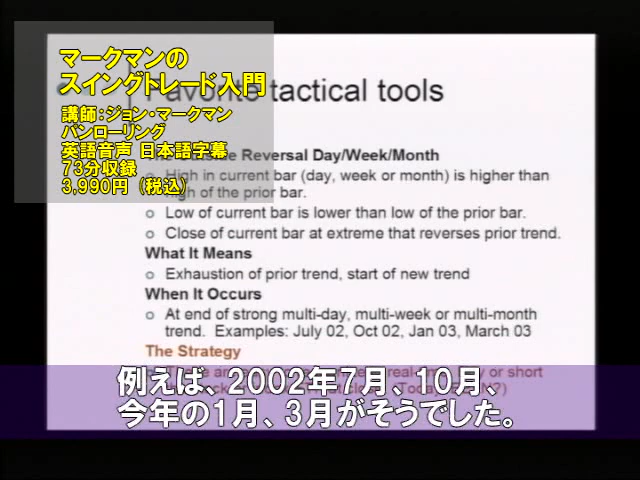 マークマンの
スイングトレード入門
講師：ジョン・マークマン
パンローリング
英語音声 日本語字幕
73分収録
3,990円 (税込)
Favorite tactical tools
Reversal Day/Week/Month
High in current bar (day, week or month) is higher than
high of the prior bar.
Low of current bar is lower than low of the prior bar.
Close of current bar at extreme that reverses prior trend.
What It Means
Exhaustion of prior trend, start of new trend
When It Occurs
At end of strong multi-day, multi-week or multi-month
trend. Examples: July 02, Oct 02, Jan 03, March 03
The Strategy
or short
例えば、2002年7月、10月、
今年の1月、3月がそうでした。